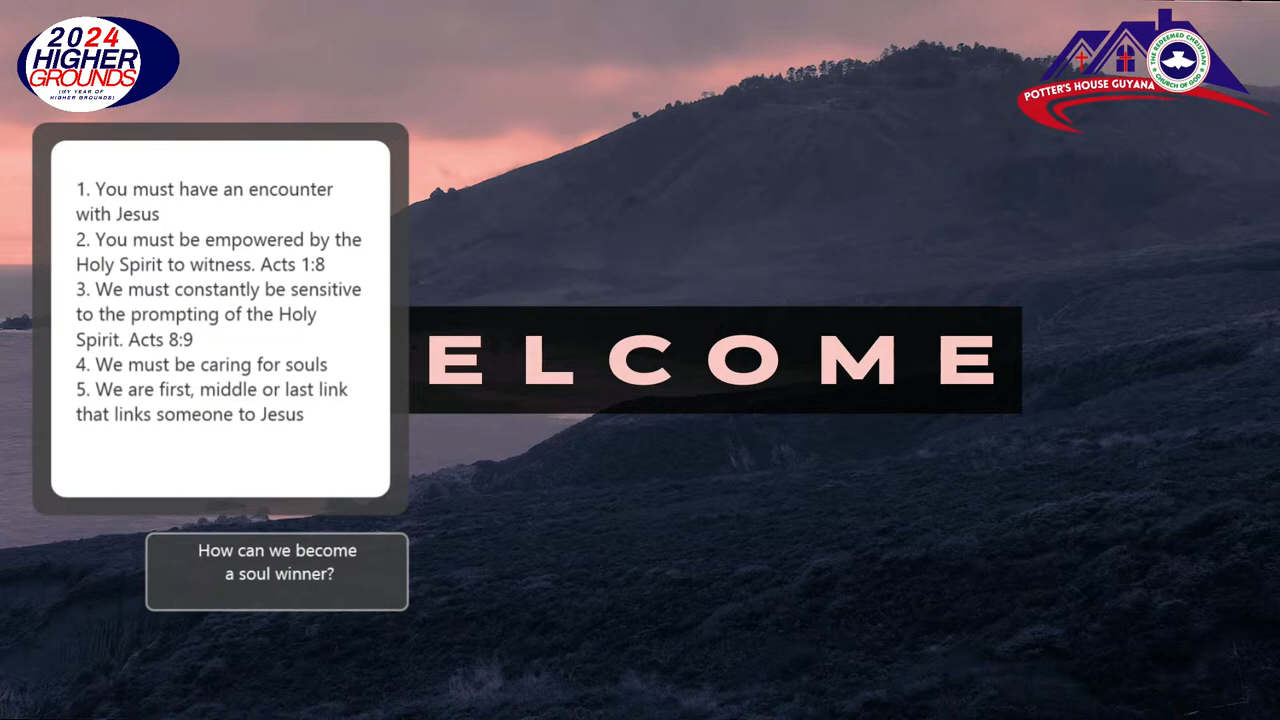 2024
HIGHER
GROUNDS
(MY YEAR OF
HIGHER GROUNDS)
THE REDEEMED CHRISTIAN
CHURCH OF GOD
POTTER'S HOUSE GUYANA
1. You must have an encounter
with Jesus
2. You must be empowered by the
Holy Spirit to witness. Acts 1:8
3. We must constantly be sensitive
to the prompting of the Holy
Spirit. Acts 8:9
4. We must be caring for souls
5. We are first, middle or last link
that links someone to Jesus
ELCOME
How can we become
a soul winner?